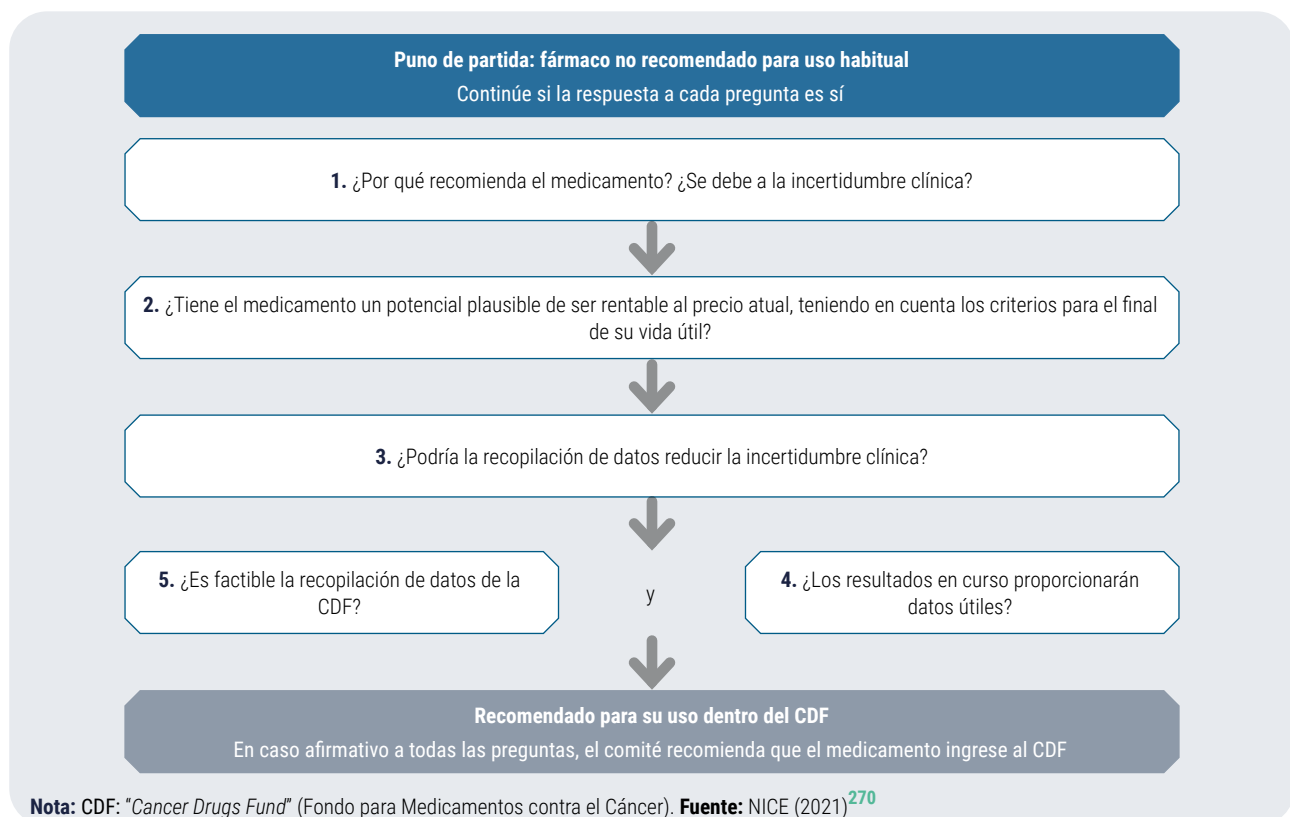 Puno de partida: fármaco no recomendado para uso habitual
Continúe si la respuesta a cada pregunta es sí
1. ¿Por qué recomienda el medicamento? ¿Se debe a la incertidumbre clínica?
2. ¿Tiene el medicamento un potencial plausible de ser rentable al precio atual, teniendo en cuenta los criterios para el final
de su vida útil?
3. ¿Podría la recopilación de datos reducir la incertidumbre clínica?
5. ¿Es factible la recopilación de datos de la
CDF?
y
4. ¿Los resultados en curso proporcionarán
datos útiles?
Recomendado para su uso dentro del CDF
En caso afirmativo a todas las preguntas, el comité recomienda que el medicamento ingrese al CDF
Nota: CDF: "Cancer Drugs Fund" (Fondo para Medicamentos contra el Cáncer). Fuente: NICE (2021)270